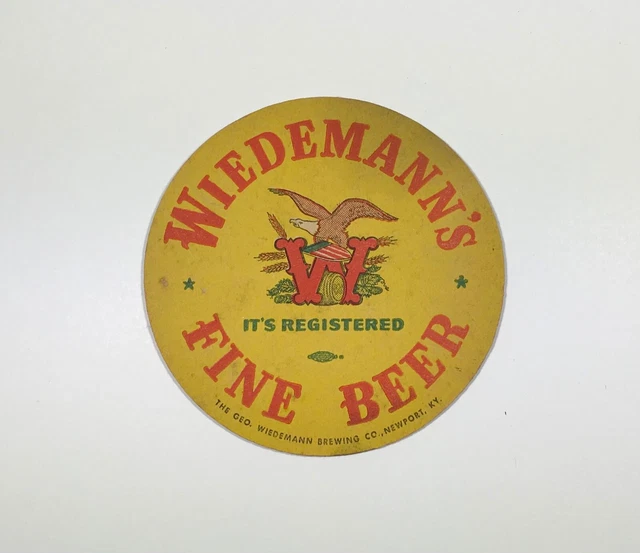 WIEDEMANN'S
W
IT'S REGISTERED
FINE BEER
THE GEO. WIEDEMANN BREWING CO., NEWPORT, KY.